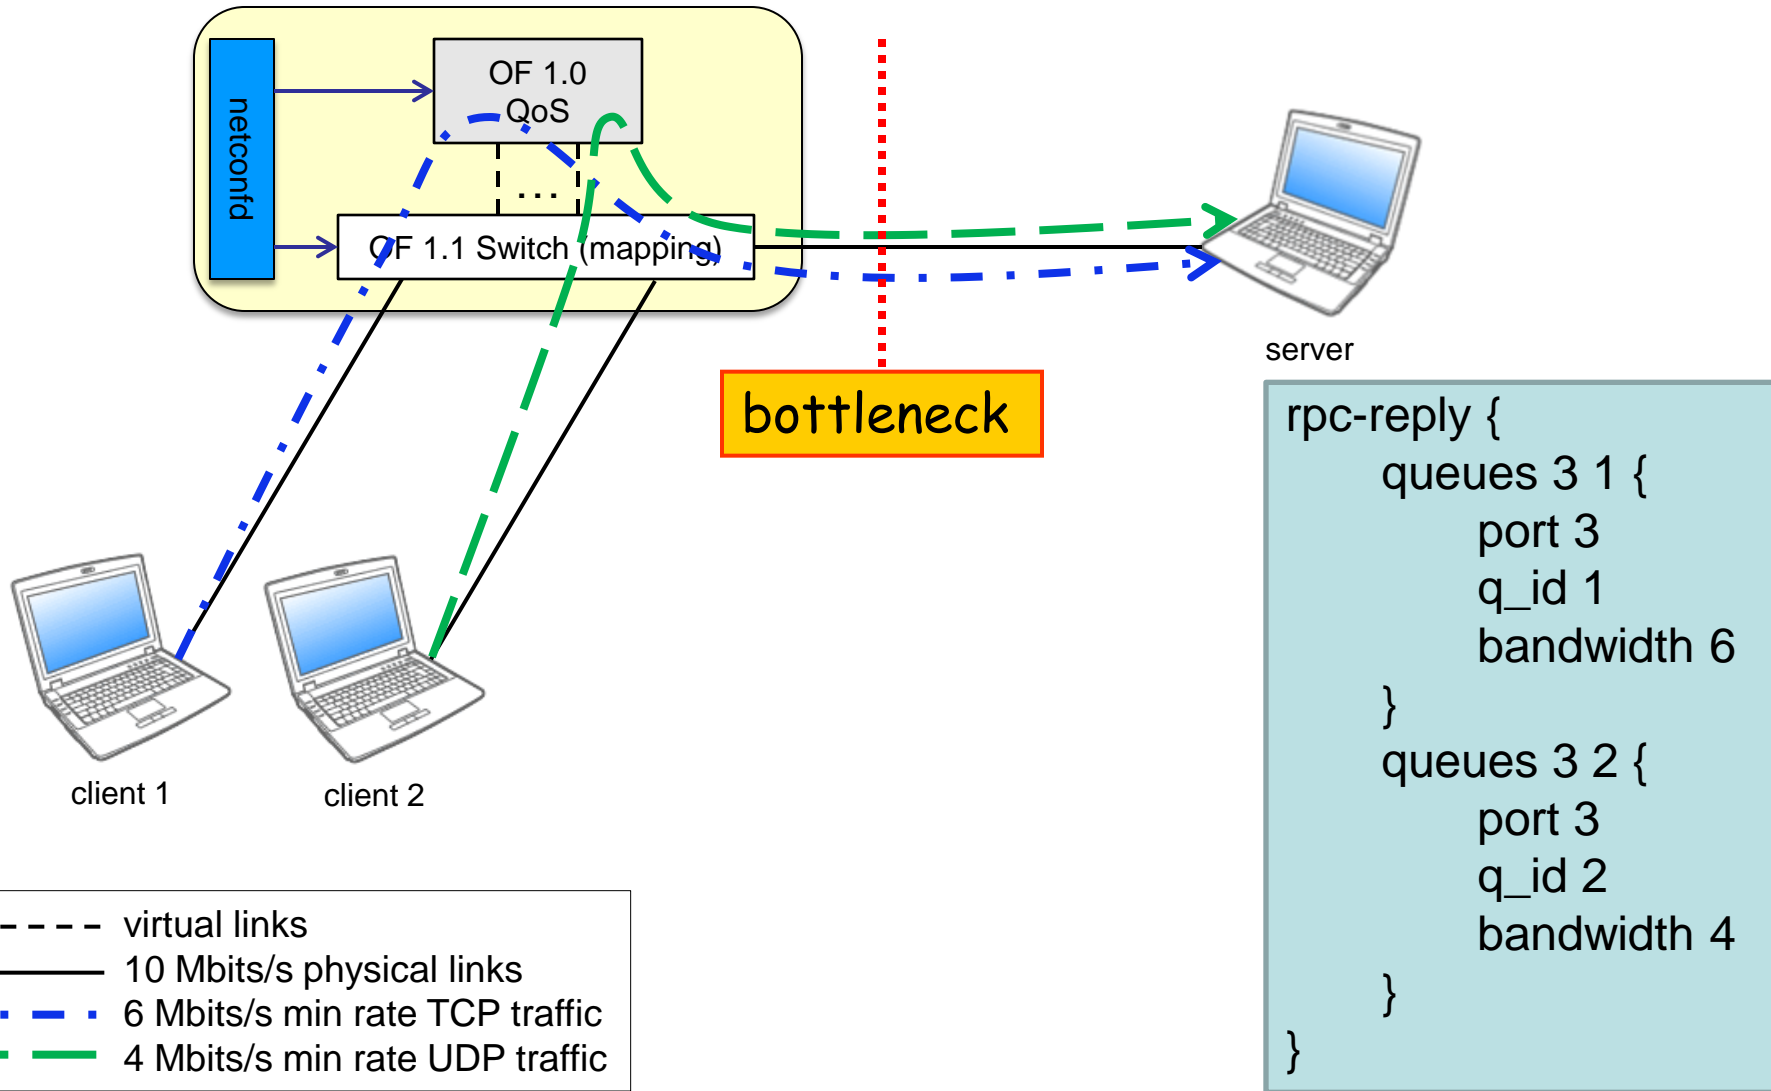 netconfd
OF 1.0
QoS
...
OF 1.1 Switch (mapping)
server
bottleneck
client 1
client 2
rpc-reply {
queues 3 1 {
port 3
q_id 1
bandwidth 6
}
queues 3 2 {
port 3
q_id 2
bandwidth 4
}
}
virtual links
10 Mbits/s physical links
6 Mbits/s min rate TCP traffic
4 Mbits/s min rate UDP traffic